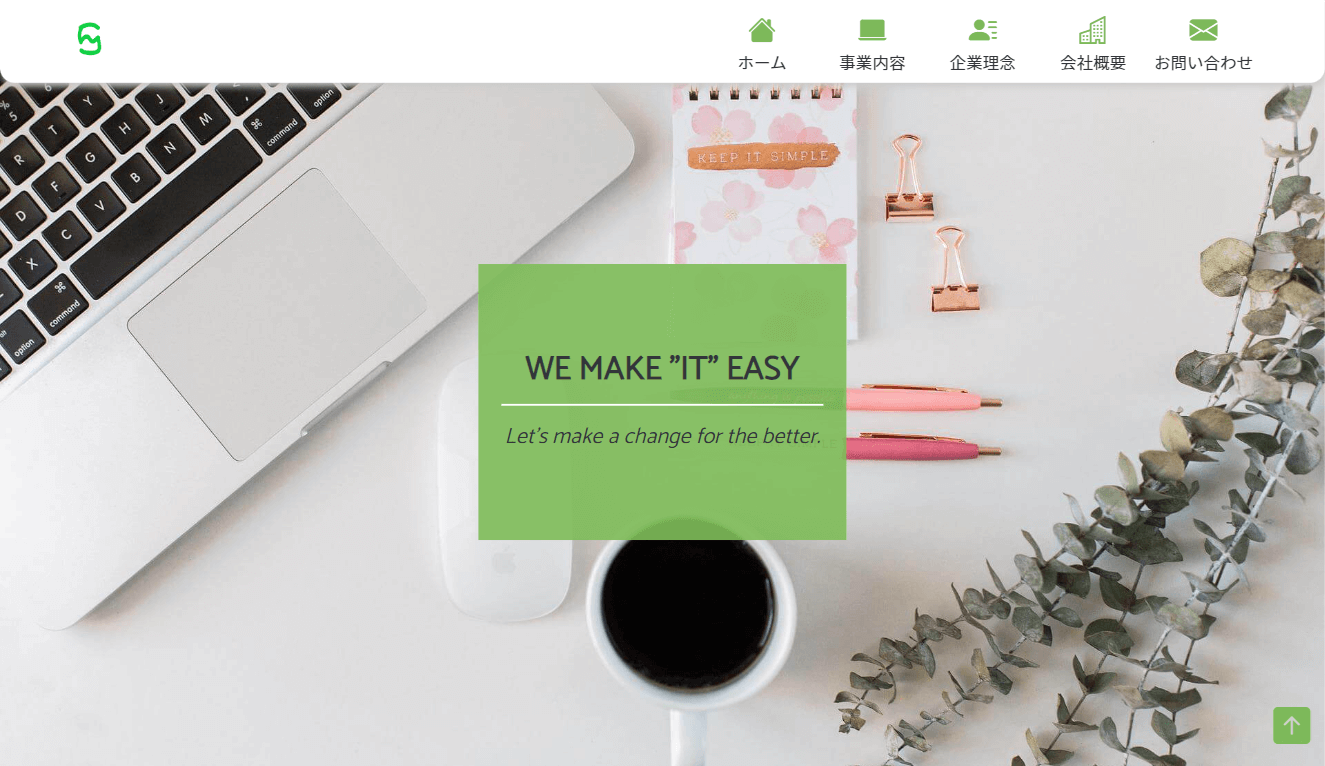 ホーム
事業内容
企業理念
会社概要
お問い合わせ
KEEP IT SIMPLE
WE MAKE ”IT” EASY
Let's make a change for the better.
6
%
5
T
Y
J
,
⌘
command
option
R
G
H
N
M
D
F
V
B
C
X
⌘
command
option